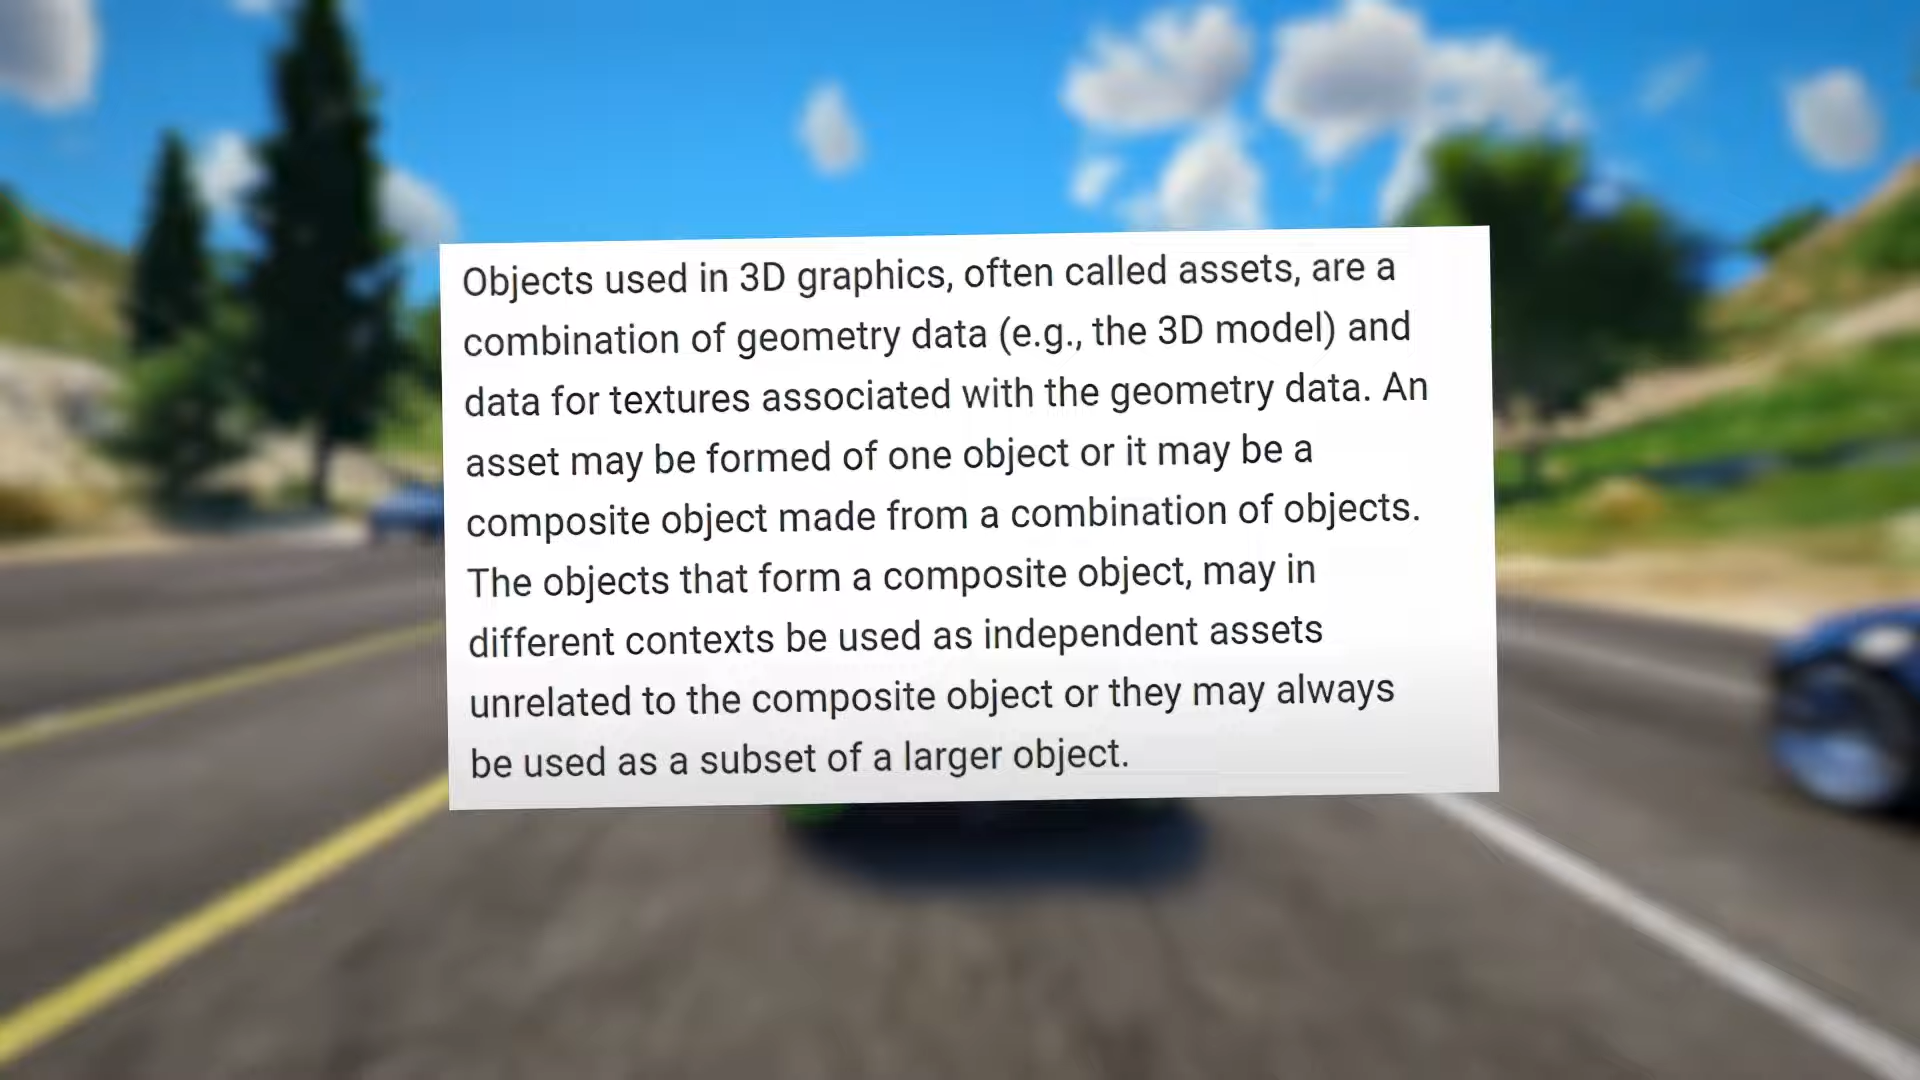 Objects used in 3D graphics, often called assets, are a
combination of geometry data (e.g., the 3D model) and
data for textures associated with the geometry data. An
asset may be formed of one object or it may be a
composite object made from a combination of objects.
The objects that form a composite object, may in
different contexts be used as independent assets
unrelated to the composite object or they may always
be used as a subset of a larger object.